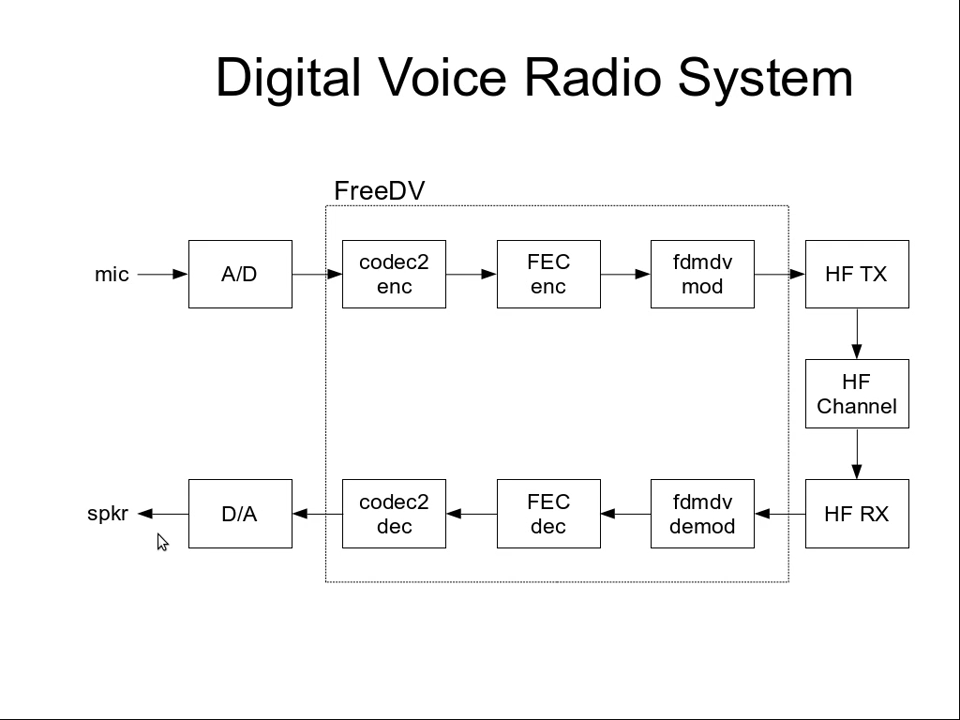 Digital Voice Radio System
FreeDV
mic
A/D
codec2
enc
FEC
enc
fdmdv
mod
HF TX
HF
Channel
spkr
D/A
codec2
dec
FEC
dec
fdmdv
demod
HF RX